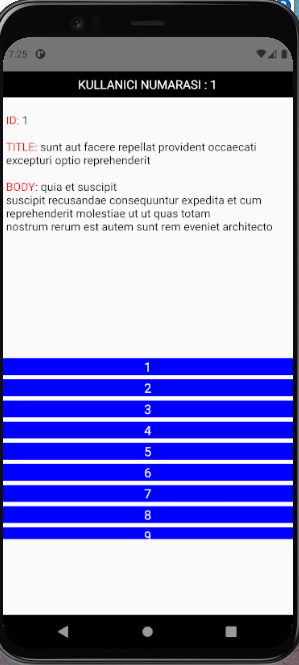 7:25
KULLANICI NUMARASI : 1
ID: 1
TITLE: sunt aut facere repellat provident occaecati
excepturi optio reprehenderit
BODY: quia et suscipit
suscipit recusandae consequuntur expedita et cum
reprehenderit molestiae ut ut quas totam
nostrum rerum est autem sunt rem eveniet architecto
1
2
3
4
5
6
7
8
9